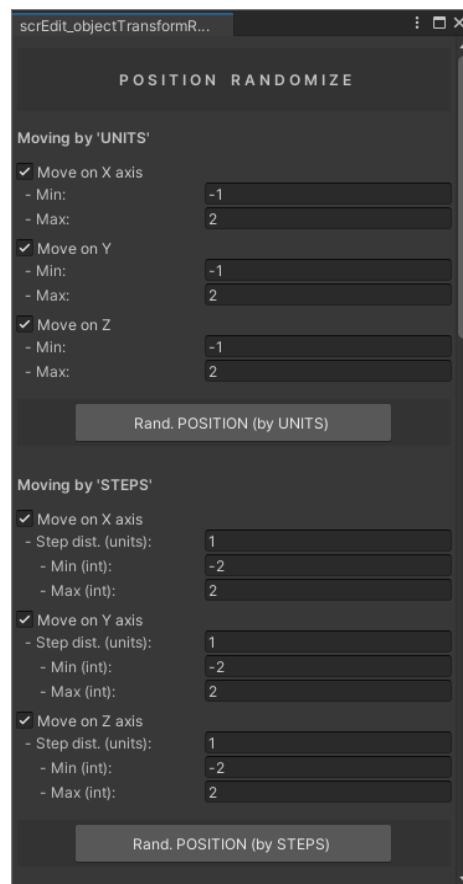 scrEdit_objectTransformR...
POSITION RANDOMIZE
Moving by 'UNITS'
Move on X axis
- Min: -1
- Max: 2
Move on Y
- Min: -1
- Max: 2
Move on Z
- Min: -1
- Max: 2
Rand. POSITION (by UNITS)
Moving by 'STEPS'
Move on X axis
- Step dist. (units): 1
- Min (int): -2
- Max (int): 2
Move on Y axis
- Step dist. (units): 1
- Min (int): -2
- Max (int): 2
Move on Z axis
- Step dist. (units): 1
- Min (int): -2
- Max (int): 2
Rand. POSITION (by STEPS)